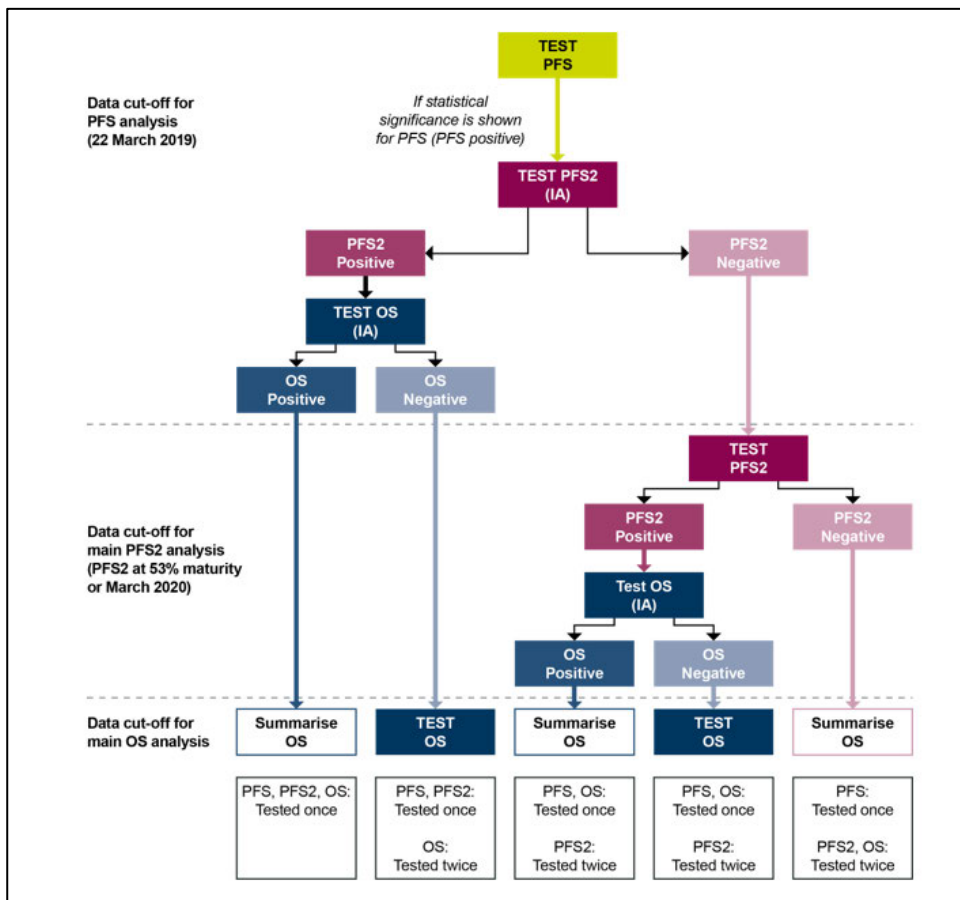 TEST
PFS
Data cut-off for
PFS analysis
(22 March 2019)
If statistical
significance is shown
for PFS (PFS positive)
TEST PFS2
(IA)
PFS2
Positive
PFS2
Negative
TEST OS
(IA)
OS
Positive
OS
Negative
TEST
PFS2
Data cut-off for
main PFS2 analysis
(PFS2 at 53% maturity
or March 2020)
PFS2
Positive
PFS2
Negative
Test OS
(IA)
OS
Positive
OS
Negative
Data cut-off for
main OS analysis
Summarise
OS
TEST
OS
Summarise
OS
TEST
OS
Summarise
OS
PFS, PFS2, OS:
Tested once
PFS, PFS2:
Tested once
OS:
Tested twice
PFS, OS:
Tested once
PFS2:
Tested twice
PFS, OS:
Tested once
PFS2:
Tested twice
PFS:
Tested once
PFS2, OS:
Tested twice